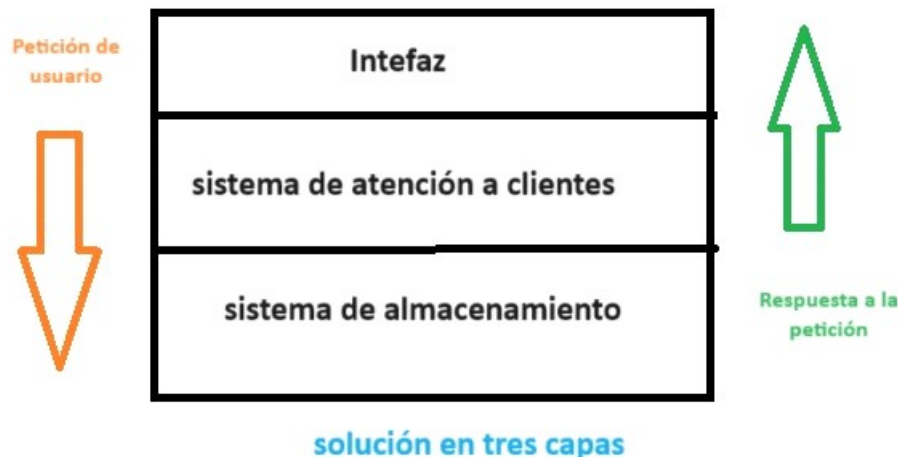 Petición de
usuario
Intefaz
sistema de atención a clientes
sistema de almacenamiento
Respuesta a la
petición
solución en tres capas